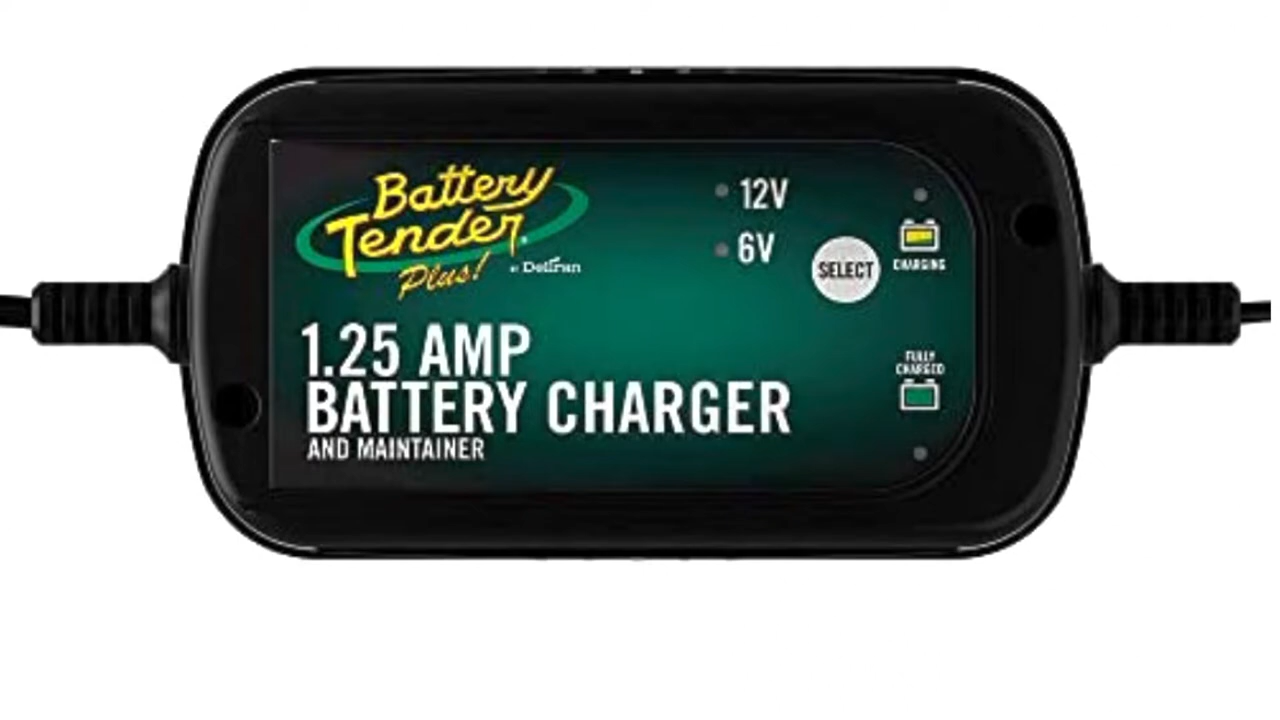 Battery
Tender
Plus! BY Deltran
12V
6V
SELECT
CHARGING
1.25 AMP
BATTERY CHARGER
AND MAINTAINER
FULLY
CHARGED